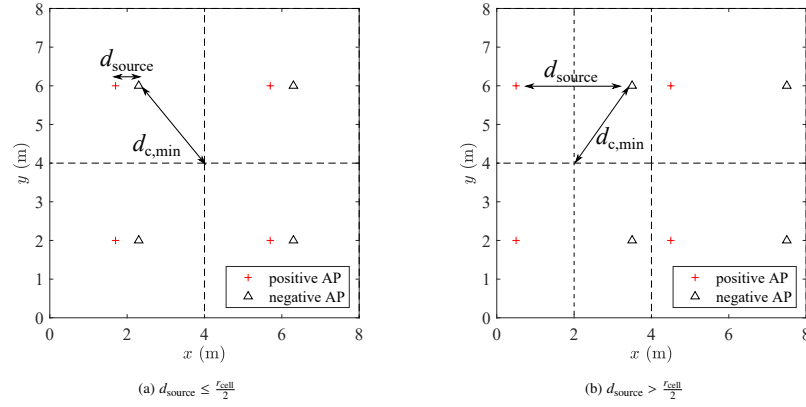 8
7
6
5
4
3
2
1
0
0 2 4 6 8
y (m)
x (m)
d_source
d_c,min
+ positive AP
△ negative AP
(a) d_source ≤ r_cell/2
8
7
6
5
4
3
2
1
0
0 2 4 6 8
y (m)
x (m)
d_source
d_c,min
+ positive AP
△ negative AP
(b) d_source > r_cell/2